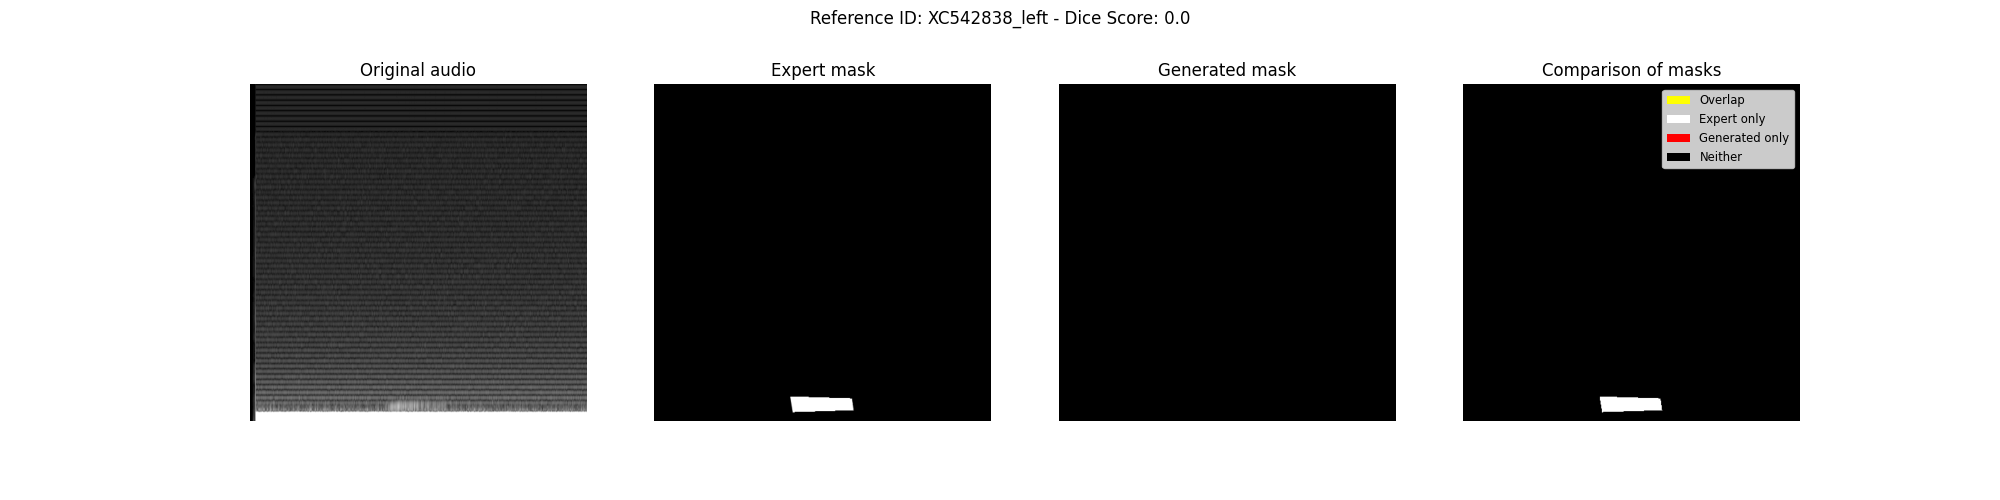 Reference ID: XC542838_left - Dice Score: 0.0
Original audio
Expert mask
Generated mask
Comparison of masks
Overlap
Expert only
Generated only
Neither